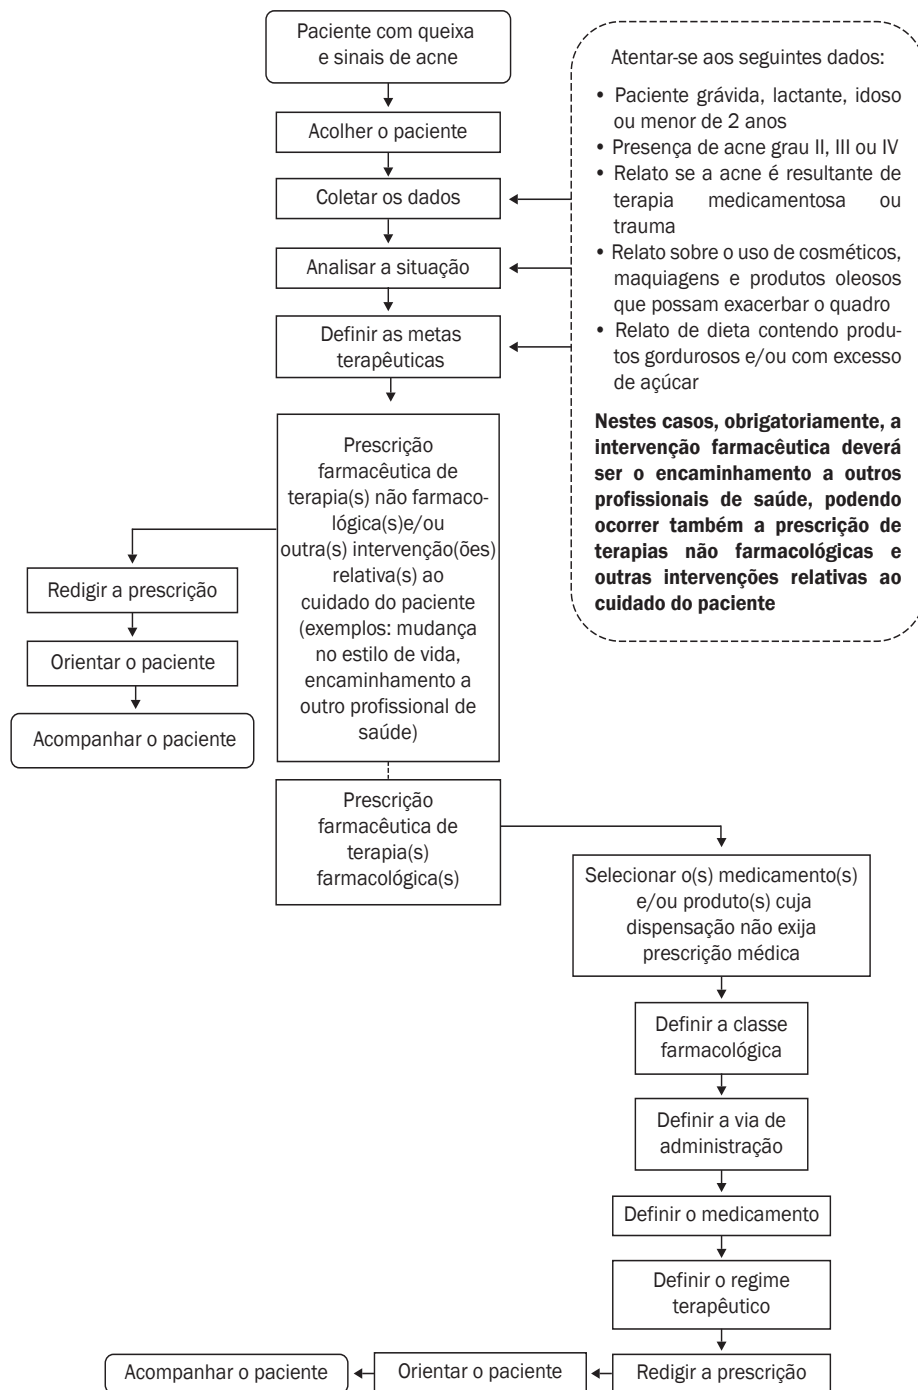 Paciente com queixa
e sinais de acne
Acolher o paciente
Coletar os dados
Analisar a situação
Definir as metas
terapêuticas
Prescrição
farmacêutica de
terapia(s) não farmaco-
lógica(s)e/ou
outra(s) intervenção(ões)
relativa(s) ao
cuidado do paciente
(exemplos: mudança
no estilo de vida,
encaminhamento a
outro profissional de
saúde)
Atentar-se aos seguintes dados:
• Paciente grávida, lactante, idoso
ou menor de 2 anos
• Presença de acne grau II, III ou IV
• Relato se a acne é resultante de
terapia medicamentosa ou
trauma
• Relato sobre o uso de cosméticos,
maquiagens e produtos oleosos
que possam exacerbar o quadro
• Relato de dieta contendo produ-
tos gordurosos e/ou com excesso
de açúcar
Nestes casos, obrigatoriamente, a
intervenção farmacêutica deverá
ser o encaminhamento a outros
profissionais de saúde, podendo
ocorrer também a prescrição de
terapias não farmacológicas e
outras intervenções relativas ao
cuidado do paciente
Redigir a prescrição
Orientar o paciente
Acompanhar o paciente
Prescrição
farmacêutica de
terapia(s)
farmacológica(s)
Selecionar o(s) medicamento(s)
e/ou produto(s) cuja
dispensação não exija
prescrição médica
Definir a classe
farmacológica
Definir a via de
administração
Definir o medicamento
Definir o regime
terapêutico
Redigir a prescrição
Orientar o paciente
Acompanhar o paciente